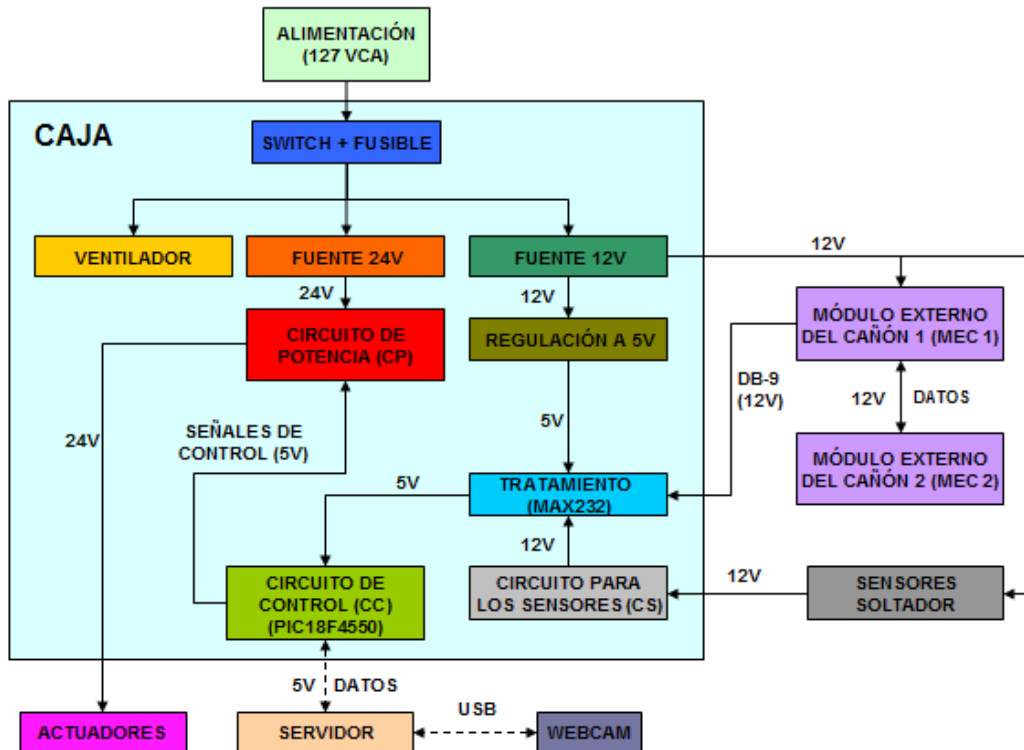 ALIMENTACIÓN
(127 VCA)
CAJA
SWITCH + FUSIBLE
VENTILADOR
FUENTE 24V
FUENTE 12V
12V
24V
12V
CIRCUITO DE
POTENCIA (CP)
REGULACIÓN A 5V
MÓDULO EXTERNO
DEL CAÑÓN 1 (MEC 1)
DB-9
(12V)
12V
DATOS
24V
SEÑALES DE
CONTROL (5V)
5V
MÓDULO EXTERNO
DEL CAÑÓN 2 (MEC 2)
5V
TRATAMIENTO
(MAX232)
12V
CIRCUITO DE
CONTROL (CC)
(PIC18F4550)
CIRCUITO PARA
LOS SENSORES (CS)
12V
SENSORES
SOLTADOR
5V
DATOS
USB
ACTUADORES
SERVIDOR
WEBCAM